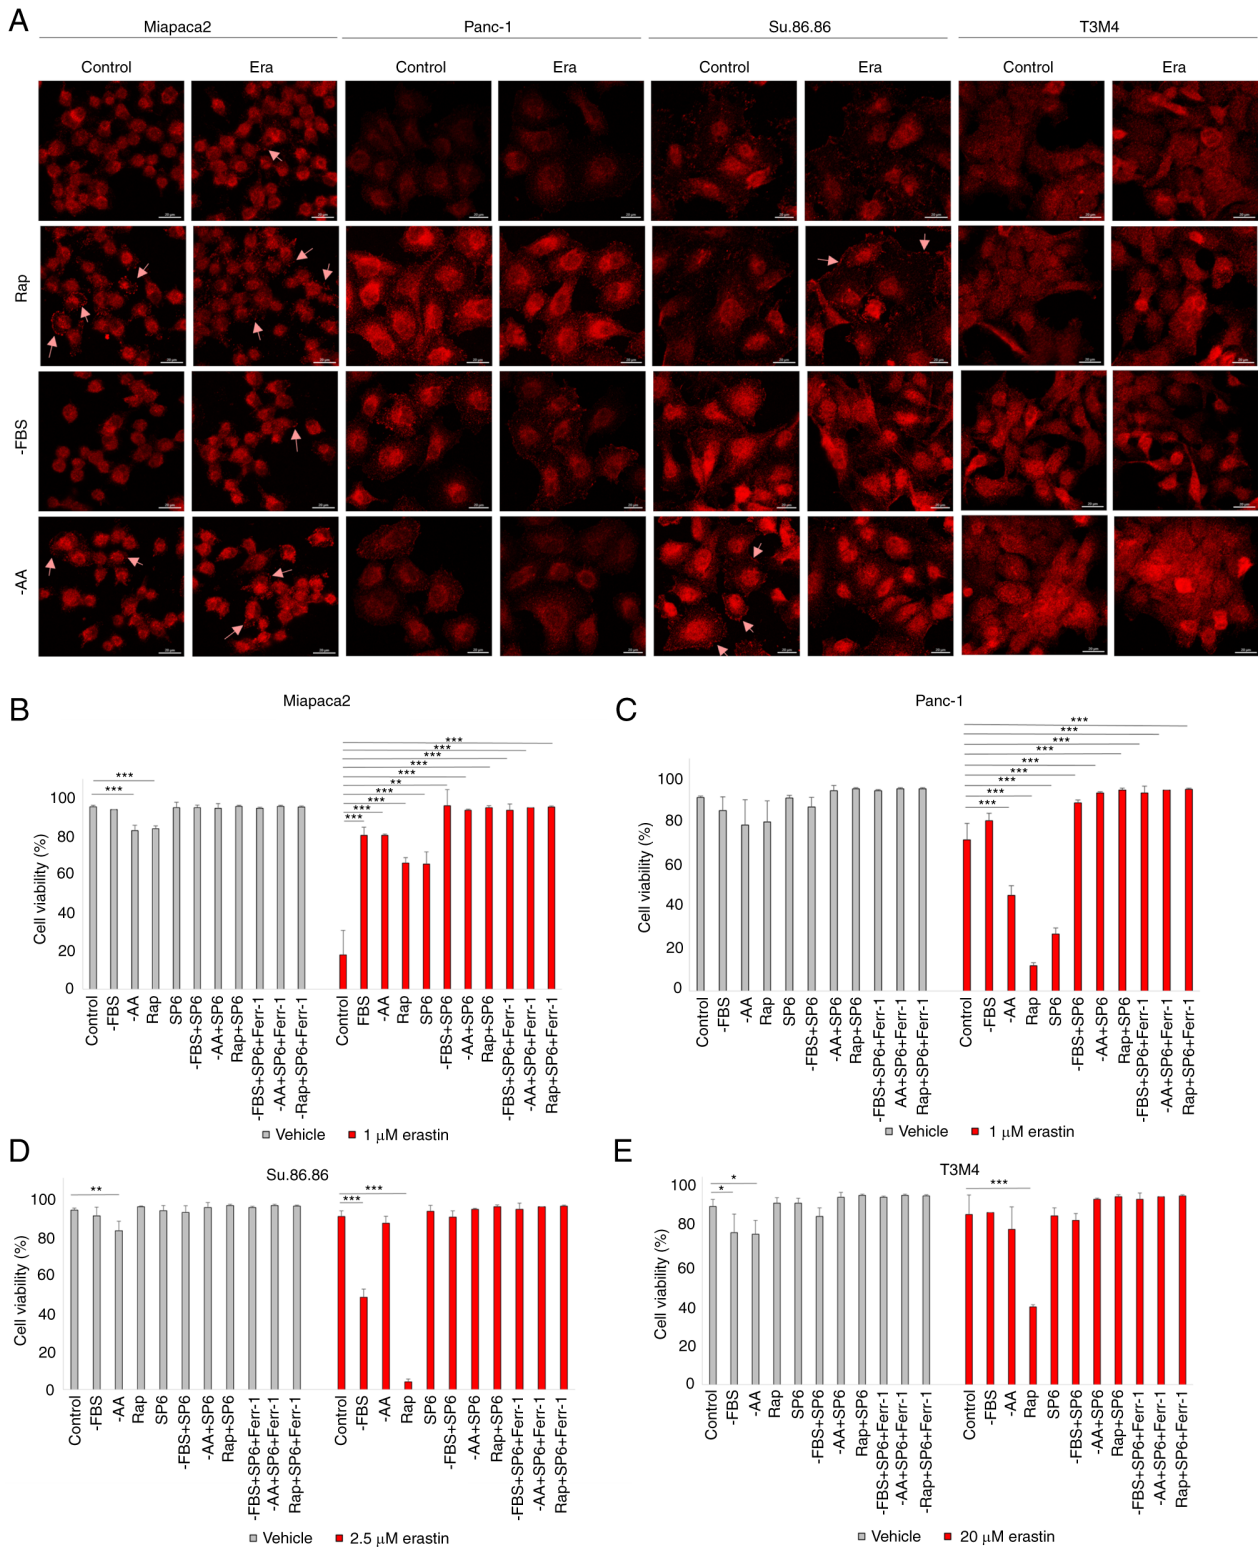 A
Miapaca2 Panc-1 Su.86.86 T3M4
Control Era Control Era Control Era Control Era
Rap
-FBS
-AA
B
Miapaca2
Cell viability (%)
100
80
60
40
20
0
***
***
***
***
***
***
***
***
**
***
***
***
***
Control -FBS -AA Rap SP6 -FBS+SP6 -AA+SP6 Rap+SP6 -FBS+SP6+Ferr-1 -AA+SP6+Ferr-1 -Rap+SP6+Ferr-1
Control FBS -AA Rap SP6 -FBS+SP6 -AA+SP6 Rap+SP6 -FBS+SP6+Ferr-1 -AA+SP6+Ferr-1 Rap+SP6+Ferr-1
Vehicle 1 μM erastin
C
Panc-1
Cell viability (%)
100
80
60
40
20
0
***
***
***
***
***
***
***
***
***
Control -FBS -AA Rap SP6 -FBS+SP6 -AA+SP6 Rap+SP6 -FBS+SP6+Ferr-1 AA+SP6+Ferr-1 Rap+SP6+Ferr-1
Control -FBS -AA Rap SP6 -FBS+SP6 -AA+SP6 Rap+SP6 -FBS+SP6+Ferr-1 -AA+SP6+Ferr-1 Rap+SP6+Ferr-1
Vehicle 1 μM erastin
D
Su.86.86
Cell viability (%)
100
80
60
40
20
0
**
***
***
Control -FBS -AA Rap SP6 -FBS+SP6 -AA+SP6 Rap+SP6 -FBS+SP6+Ferr-1 -AA+SP6+Ferr-1 Rap+SP6+Ferr-1
Control -FBS -AA Rap SP6 -FBS+SP6 -AA+SP6 Rap+SP6 -FBS+SP6+Ferr-1 -AA+SP6+Ferr-1 Rap+SP6+Ferr-1
Vehicle 2.5 μM erastin
E
T3M4
Cell viability (%)
100
80
60
40
20
0
*
*
***
Control -FBS -AA Rap SP6 -FBS+SP6 -AA+SP6 Rap+SP6 -FBS+SP6+Ferr-1 -AA+SP6+Ferr-1 -Rap+SP6+Ferr-1
Control -FBS -AA Rap SP6 -FBS+SP6 -AA+SP6 Rap+SP6 -FBS+SP6+Ferr-1 -AA+SP6+Ferr-1 Rap+SP6+Ferr-1
Vehicle 20 μM erastin